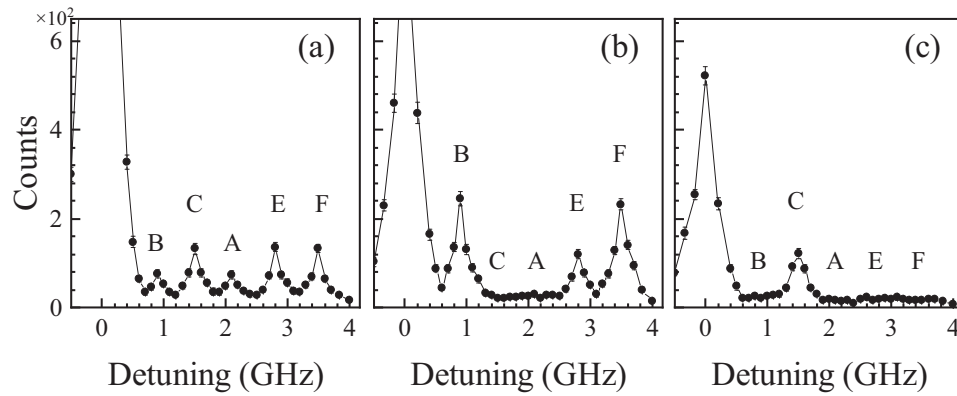 ×10²
(a) (b) (c)
6
4
2
0
Counts
B C A E F
B C A E F
B C A E F
0 1 2 3 4
0 1 2 3 4
0 1 2 3 4
Detuning (GHz) Detuning (GHz) Detuning (GHz)